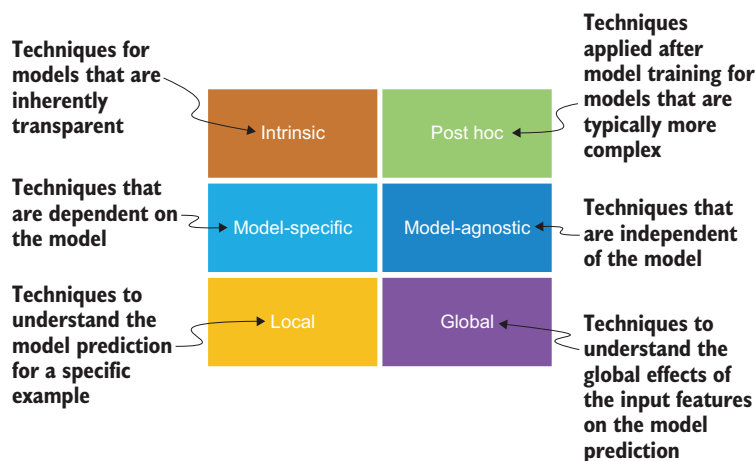 Techniques for
models that are
inherently
transparent
Intrinsic
Post hoc
Techniques
applied after
model training for
models that are
typically more
complex
Techniques that
are dependent on
the model
Model-specific
Model-agnostic
Techniques that
are independent
of the model
Techniques to
understand the
model prediction
for a specific
example
Local
Global
Techniques to
understand the
global effects of
the input features
on the model
prediction